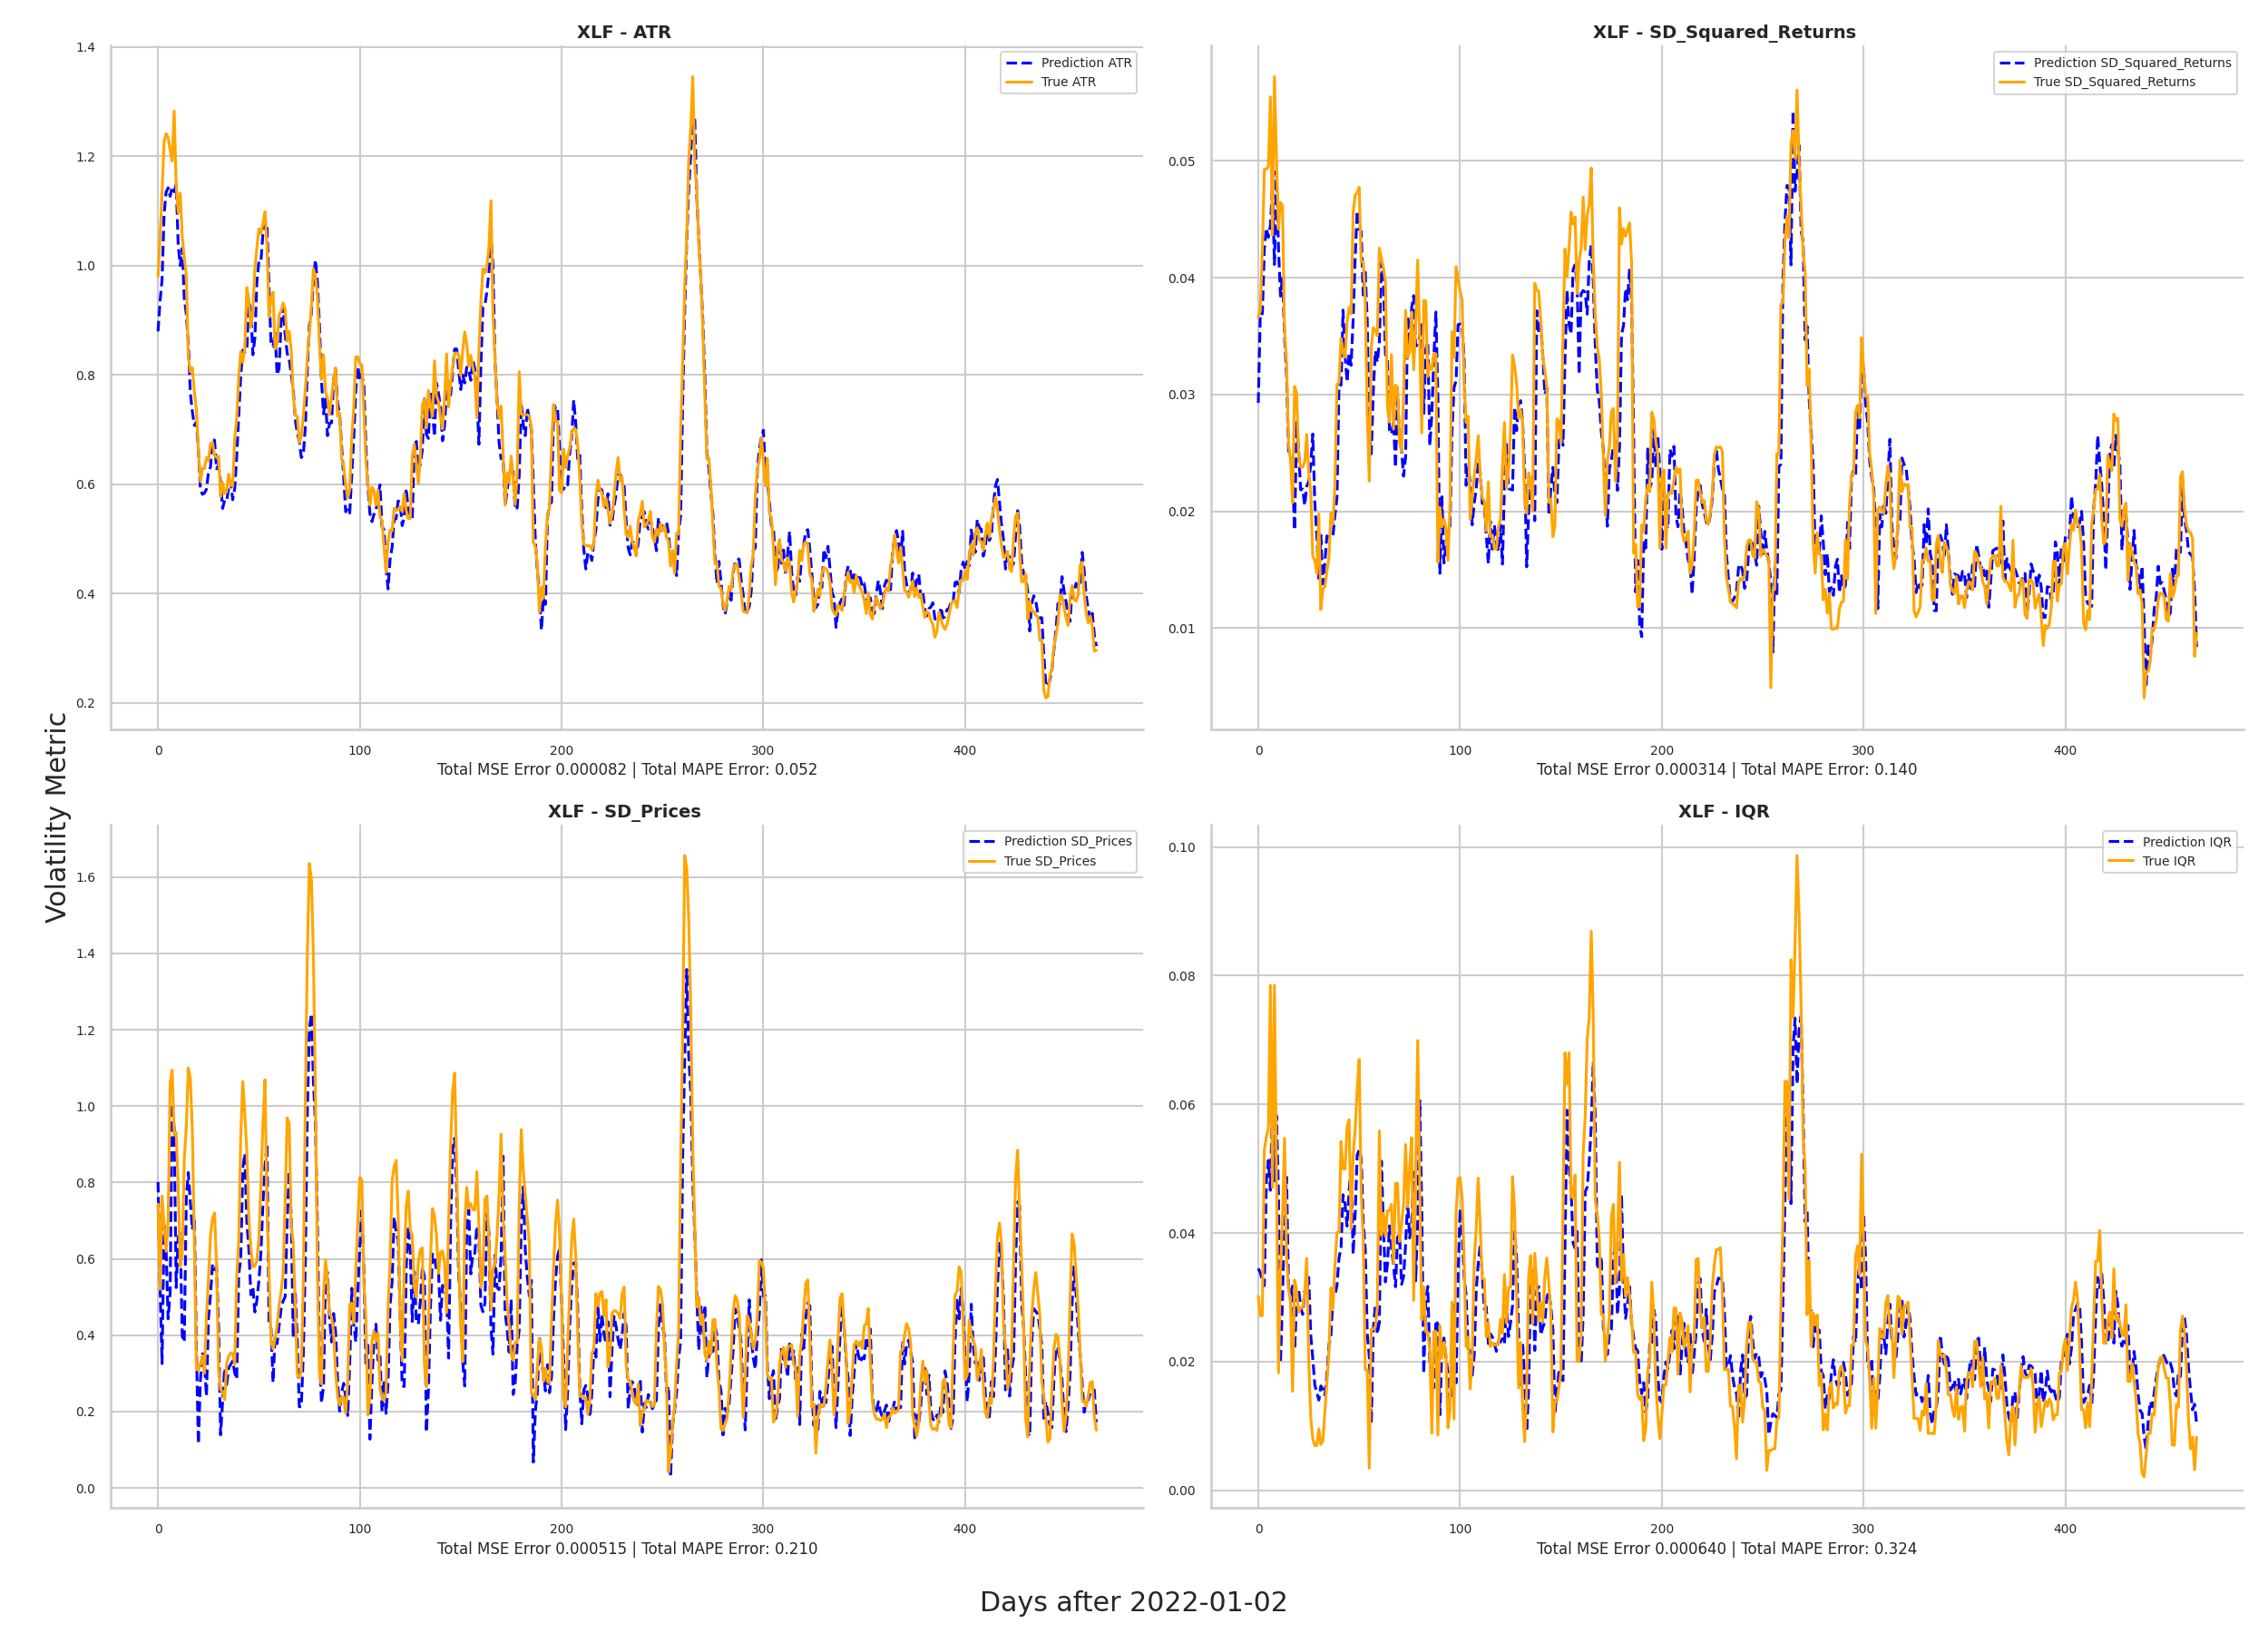 XLF - ATR
1.4
1.2
1.0
0.8
0.6
0.4
0.2
Prediction ATR
True ATR
0 100 200 300 400
Total MSE Error 0.000082 | Total MAPE Error: 0.052
XLF - SD_Squared_Returns
0.05
0.04
0.03
0.02
0.01
Prediction SD_Squared_Returns
True SD_Squared_Returns
0 100 200 300 400
Total MSE Error 0.000314 | Total MAPE Error: 0.140
Volatility Metric
XLF - SD_Prices
1.6
1.4
1.2
1.0
0.8
0.6
0.4
0.2
0.0
Prediction SD_Prices
True SD_Prices
0 100 200 300 400
Total MSE Error 0.000515 | Total MAPE Error: 0.210
XLF - IQR
0.10
0.08
0.06
0.04
0.02
0.00
Prediction IQR
True IQR
0 100 200 300 400
Total MSE Error 0.000640 | Total MAPE Error: 0.324
Days after 2022-01-02